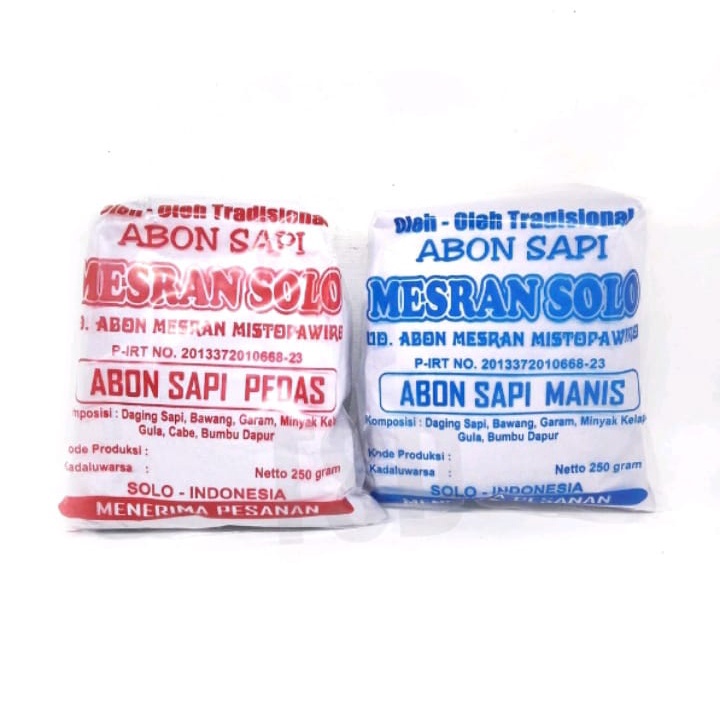 Oleh - Oleh Tradisional
ABON SAPI
MESRAN SOLO
ABON MESRAN MISTOPAWIRO
P-IRT NO. 2013372010668-23
ABON SAPI PEDAS
Komposisi : Daging Sapi, Bawang, Garam, Minyak
Gula, Cabe, Bumbu Dapur
Kode Produksi :
Kadaluwarsa :
Netto 250 gram
SOLO - INDONESIA
MENERIMA PESANAN
Oleh - Oleh Tradisional
ABON SAPI
MESRAN SOLO
UD. ABON MESRAN MISTOPAWIRO
P-IRT NO. 2013372010668-23
ABON SAPI MANIS
Komposisi : Daging Sapi, Bawang, Garam, Minyak Kelapa
Gula, Bumbu Dapur
Kode Produksi :
Kadaluwarsa :
Netto 250 gram
SOLO - INDONESIA
MENERIMA PESANAN